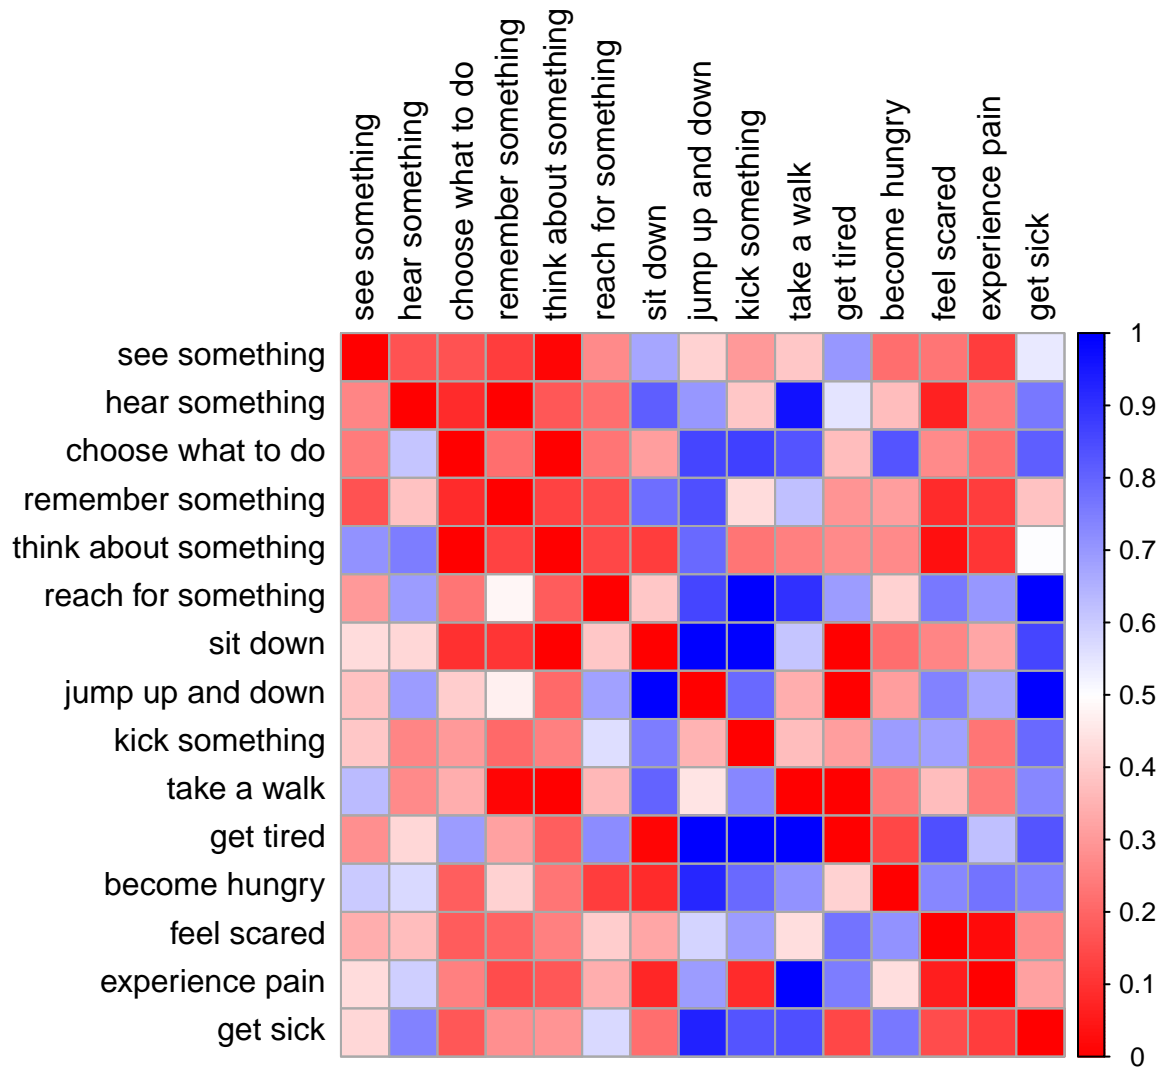 see something
hear something
choose what to do
remember something
think about something
reach for something
sit down
jump up and down
kick something
take a walk
get tired
become hungry
feel scared
experience pain
get sick
see something
hear something
choose what to do
remember something
think about something
reach for something
sit down
jump up and down
kick something
take a walk
get tired
become hungry
feel scared
experience pain
get sick
1
0.9
0.8
0.7
0.6
0.5
0.4
0.3
0.2
0.1
0